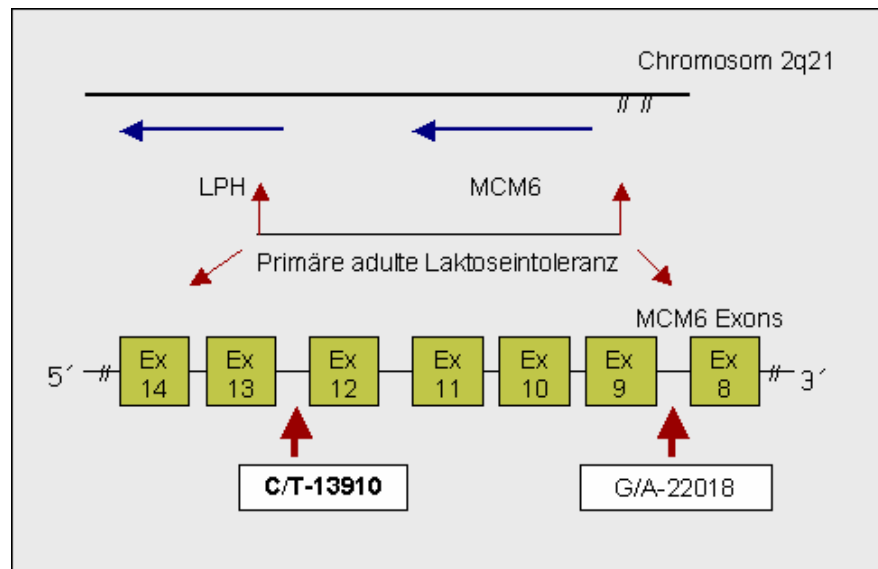 Chromosom 2q21
LPH
MCM6
Primäre adulte Laktoseintoleranz
MCM6 Exons
5´
Ex 14
Ex 13
Ex 12
Ex 11
Ex 10
Ex 9
Ex 8
3´
C/T-13910
G/A-22018